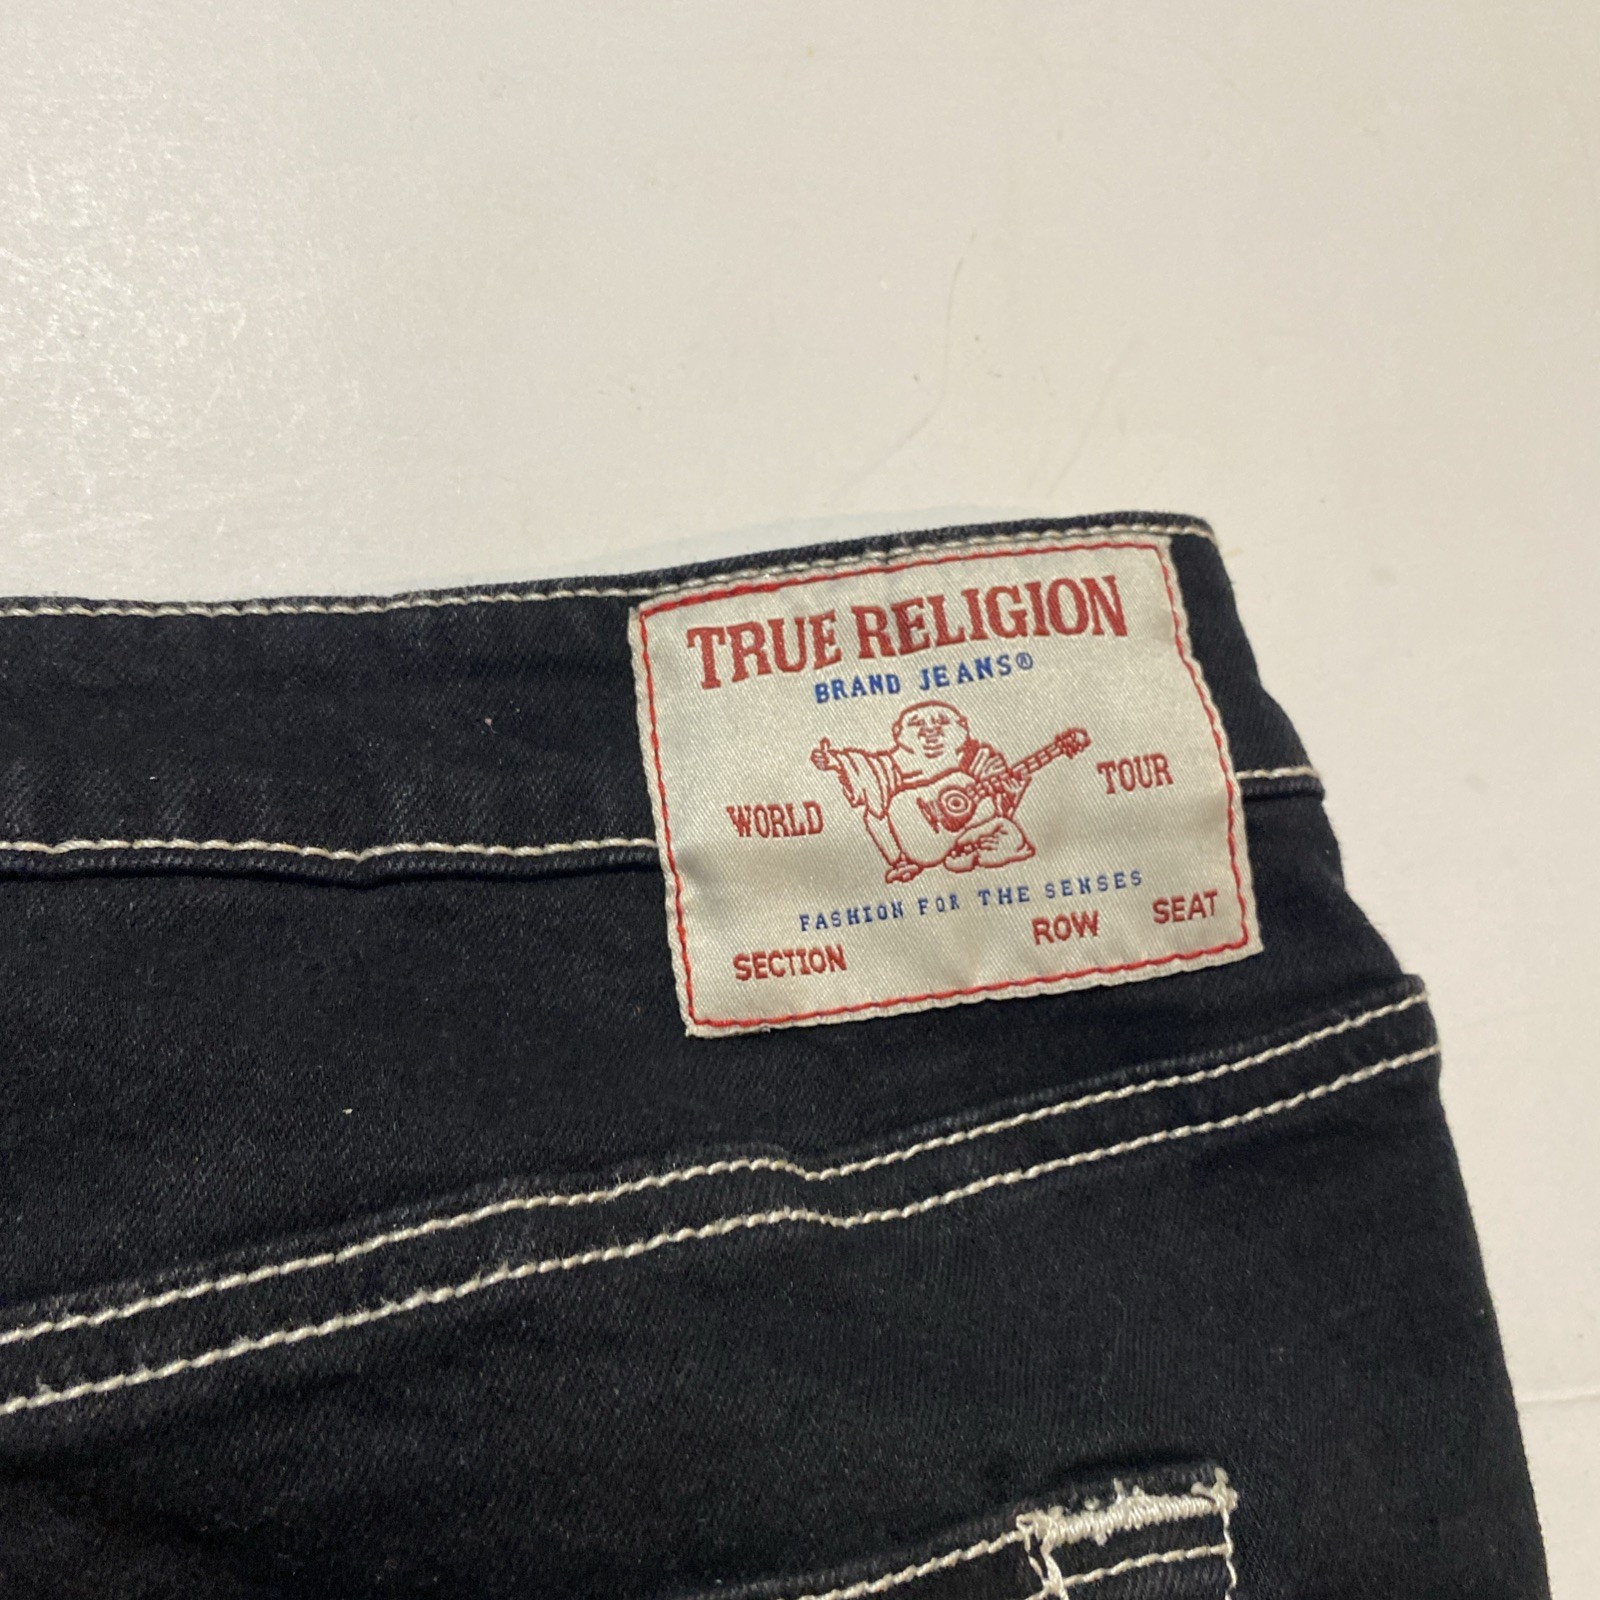 TRUE RELIGION
BRAND JEANS®
WORLD TOUR
FASHION FOR THE SENSES
SECTION ROW SEAT